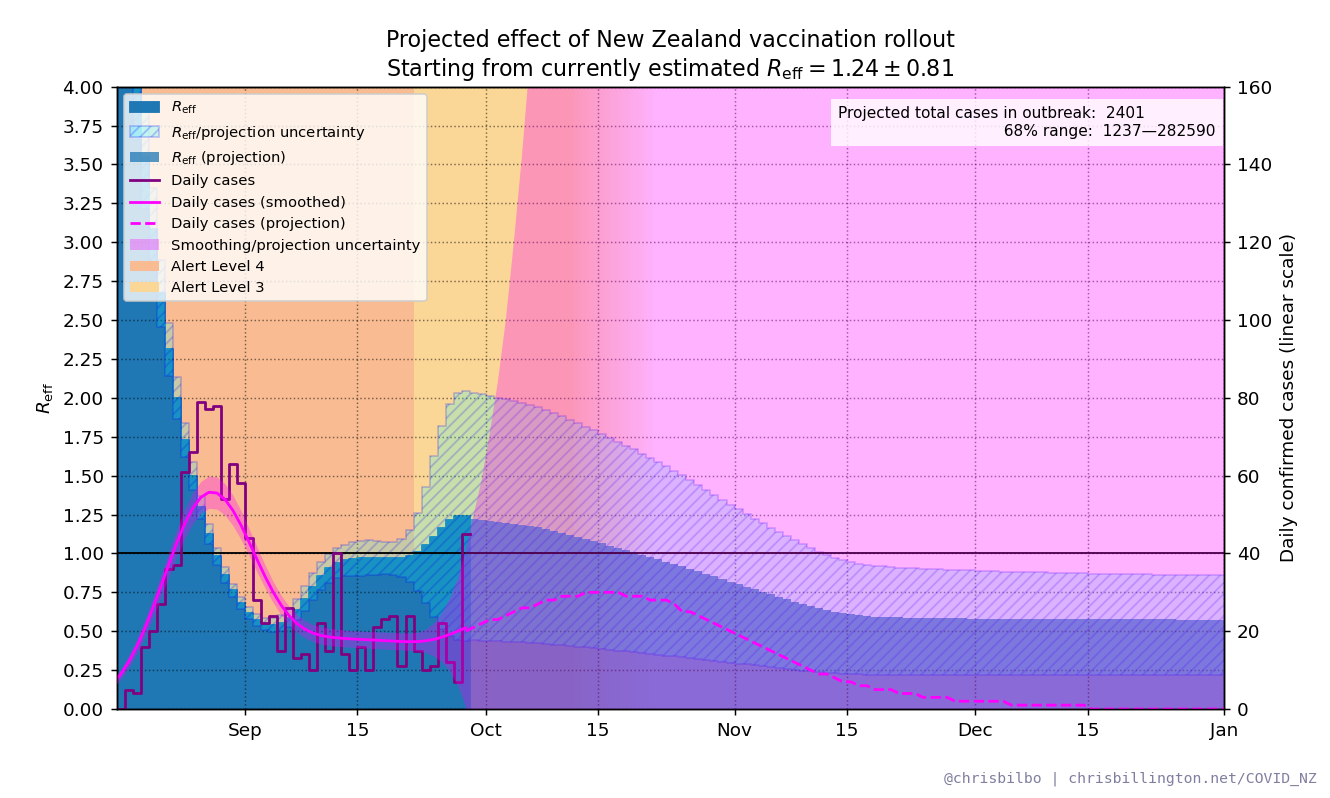 Projected effect of New Zealand vaccination rollout
Starting from currently estimated R_eff = 1.24 ± 0.81
4.00
3.75
3.50
3.25
3.00
2.75
2.50
2.25
2.00
1.75
1.50
1.25
1.00
0.75
0.50
0.25
0.00
R_eff
R_eff
R_eff/projection uncertainty
R_eff (projection)
Daily cases
Daily cases (smoothed)
Daily cases (projection)
Smoothing/projection uncertainty
Alert Level 4
Alert Level 3
Projected total cases in outbreak: 2401
68% range: 1237—282590
160
140
120
100
80
60
40
20
0
Daily confirmed cases (linear scale)
Sep 15 Oct 15 Nov 15 Dec 15 Jan
@chrisbilbo | chrisbillington.net/COVID_NZ